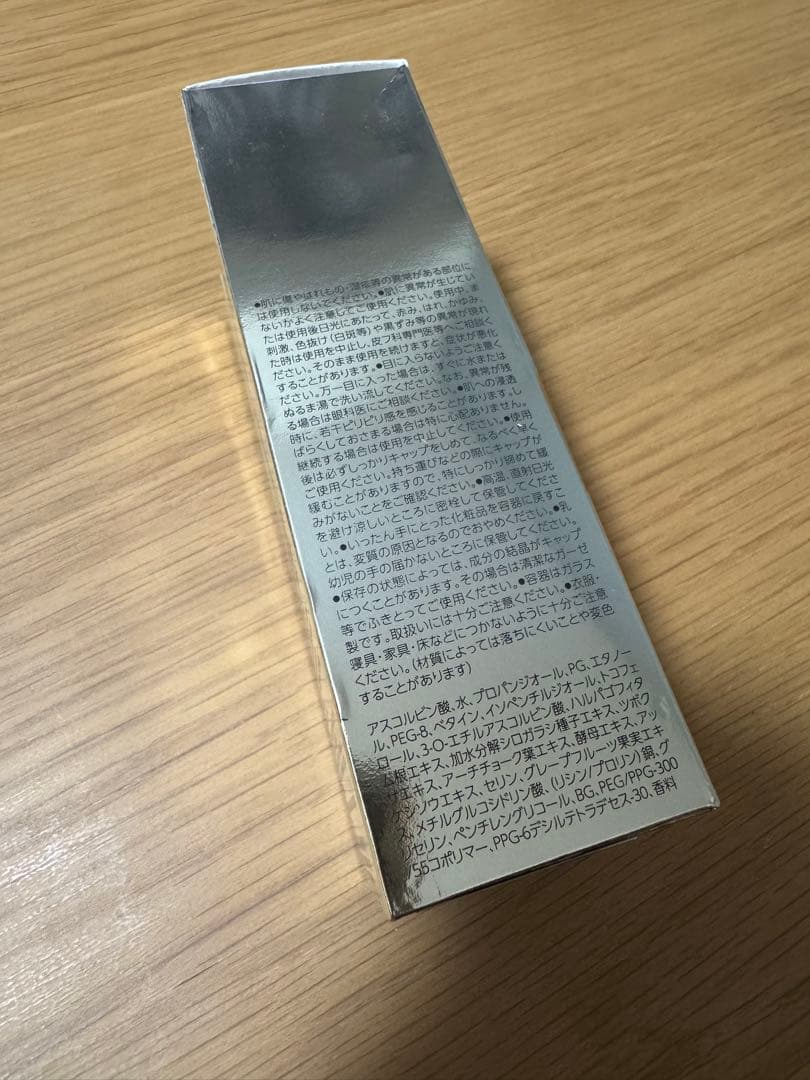 ●肌に傷やはれもの・湿疹等の異常がある部位に
は使用しないでください。●肌に異常が生じてい
ないかよく注意してご使用ください。使用中、ま
たは使用後日光にあたって、赤み、はれ、かゆみ、
刺激、色抜け(白斑等)や黒ずみ等の異常が現れ
た時は使用を中止し、皮フ科専門医等へご相談く
ださい。そのまま使用を続けますと、症状が悪化
することがあります。●目に入らないようご注意く
ださい。万一目に入った場合は、すぐに水または
ぬるま湯で洗い流してください。なお、異常が残
る場合は眼科医にご相談ください。●肌への浸透
時に、若干ピリピリ感を感じることがあります。し
ばらくしておさまる場合は特に心配ありません。
継続する場合は使用を中止してください。●使用
後は必ずしっかりキャップをしめて、なるべく早く
ご使用ください。持ち運びなどの際にキャップが
緩むことがありますので、特にしっかり締めて緩
みがないことをご確認ください。●高温、直射日光
を避け涼しいところに密栓して保管してくださ
い。●いったん手にとった化粧品を容器に戻すこ
とは、変質の原因となるのでおやめください。●乳
幼児の手の届かないところに保管してください。
●保存の状態によっては、成分の結晶がキャップ
につくことがあります。その場合は清潔なガーゼ
等でふきとってご使用ください。●容器はガラス
製です。取扱いには十分ご注意ください。●衣服・
寝具・家具・床などにつかないように十分ご注意
ください。(材質によっては落ちにくいことや変色
することがあります)
アスコルビン酸、水、プロパンジオール、PG、エタノー
ル、PEG-8、ベタイン、イソペンチルジオール、トコフェ
ロール、3-O-エチルアスコルビン酸、ハルパゴフィタ
ム根エキス、加水分解シロガラシ種子エキス、ツボク
サエキス、アーチチョーク葉エキス、酵母エキス、アッ
ケシソウエキス、セリン、グレープフルーツ果実エキ
ス、メチルグルコシドリン酸、(リシン/プロリン)銅、グ
リセリン、ペンチレングリコール、BG、PEG/PPG-300
/55コポリマー、PPG-6デシルテトラデセス-30、香料